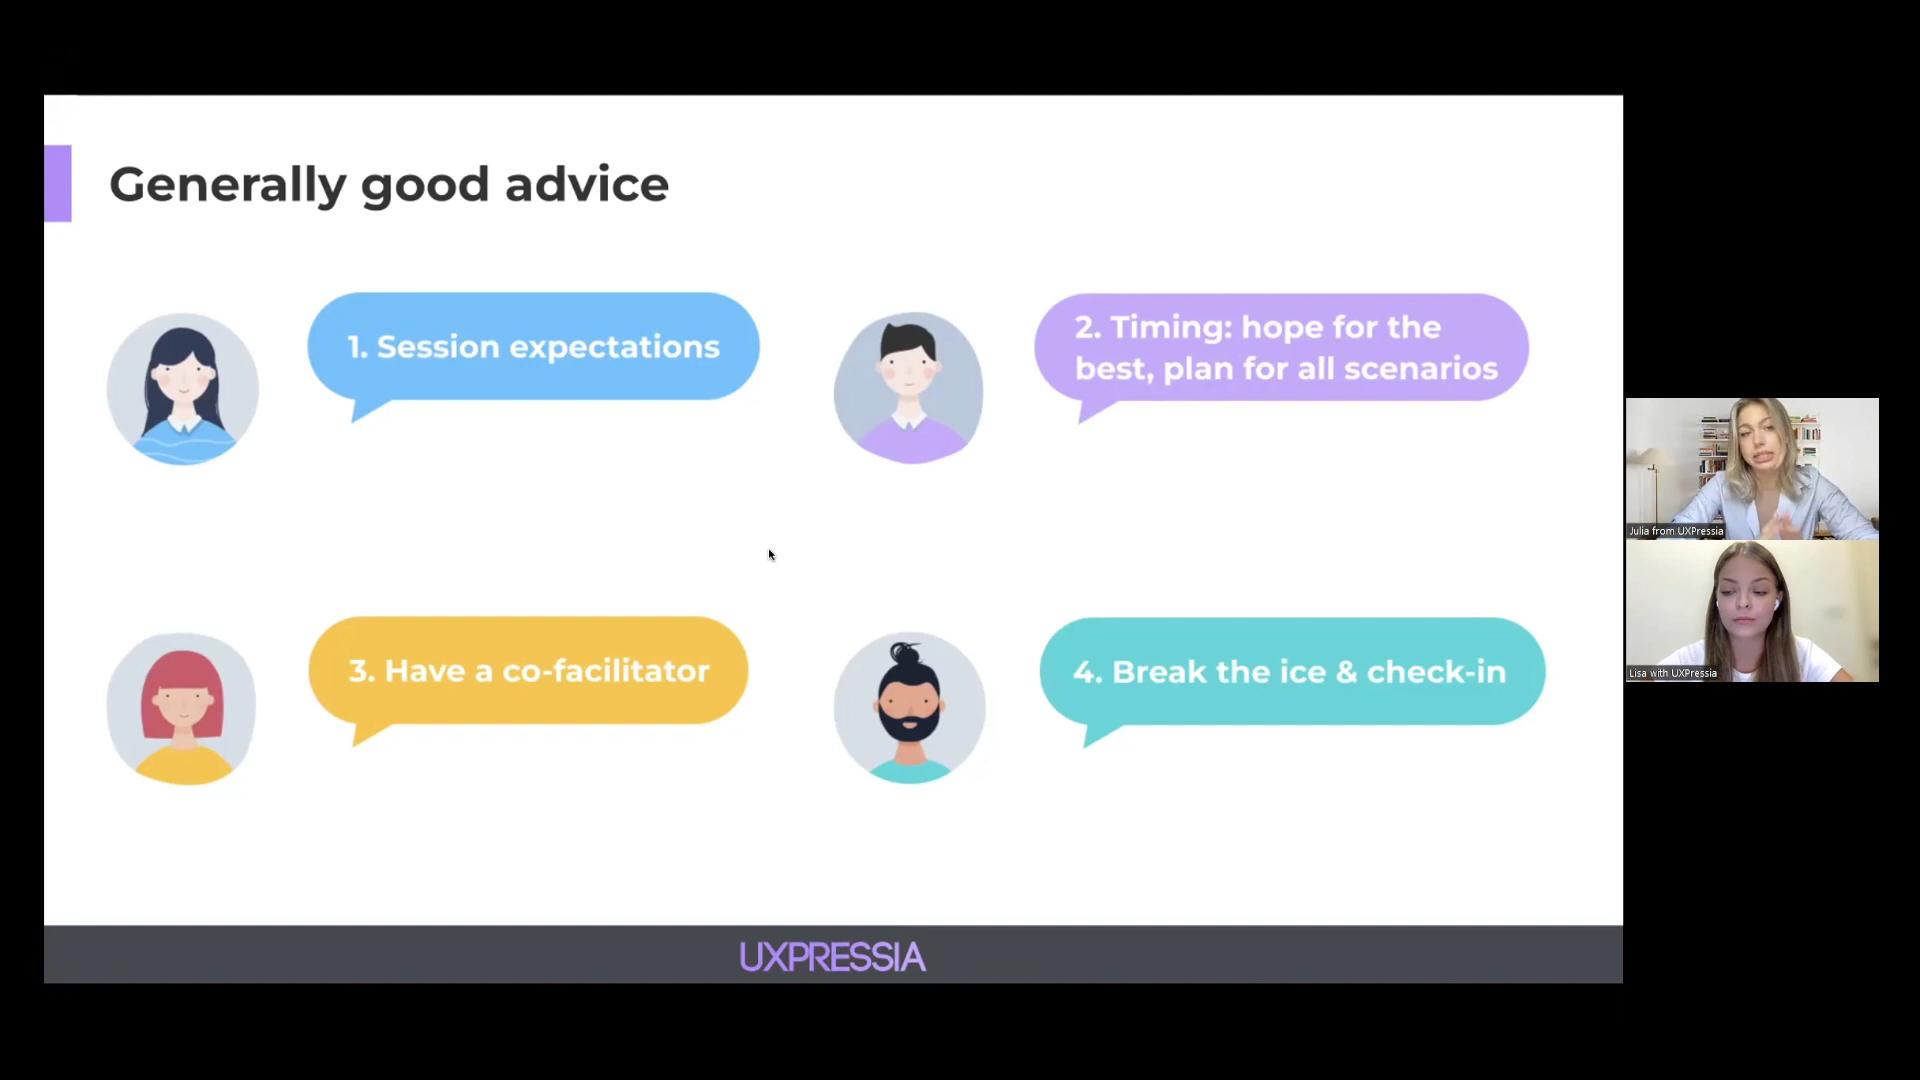 Generally good advice
1. Session expectations
2. Timing: hope for the
best, plan for all scenarios
3. Have a co-facilitator
4. Break the ice & check-in
Julia from UXPressia
Lisa with UXPressia
UXPRESSIA